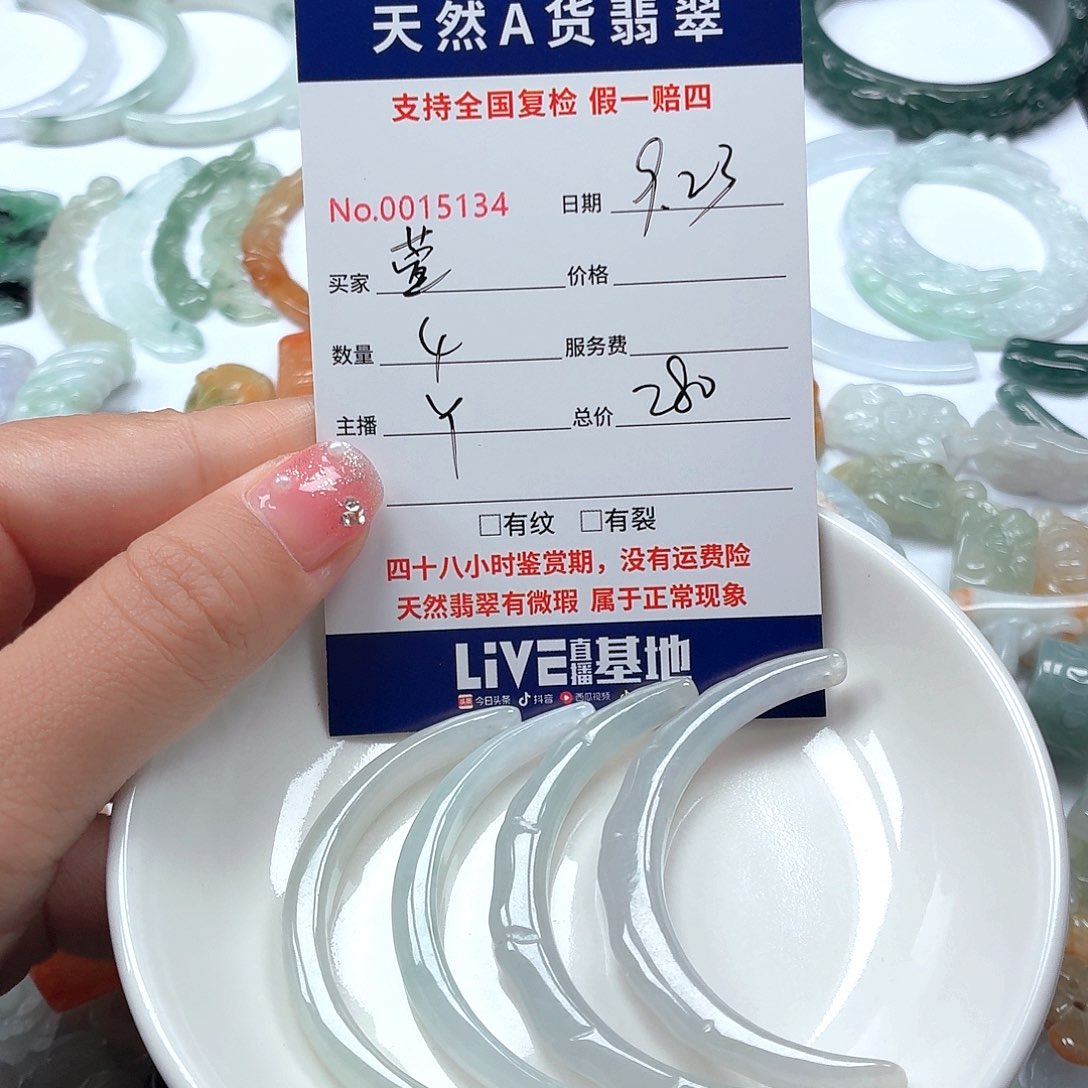 天然A货翡翠
支持全国复检 假一赔四
No.0015134 日期 9.23
买家 萱 价格
数量 4 服务费
主播 Y 总价 280
□有纹 □有裂
四十八小时鉴赏期，没有运费险
天然翡翠有微瑕 属于正常现象
LiVE直播基地
头条 今日头条 抖音 西瓜视频